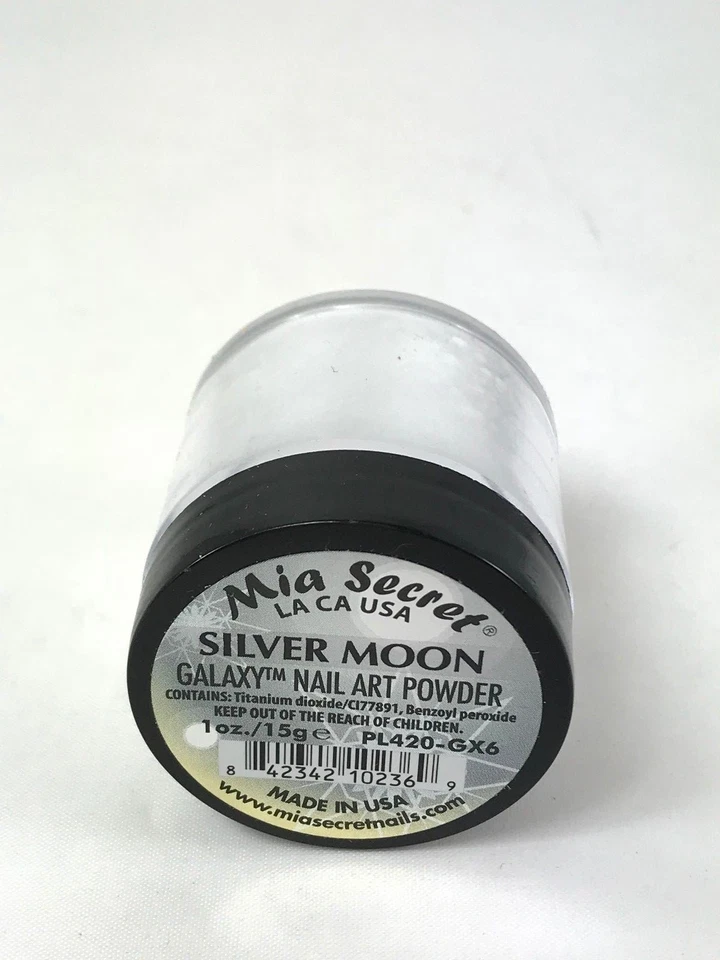 Mia Secret®
LA CA USA
SILVER MOON
GALAXY™ NAIL ART POWDER
CONTAINS: Titanium dioxide/CI77891, Benzoyl peroxide
KEEP OUT OF THE REACH OF CHILDREN.
1oz./15g ℮ PL420-GX6
8 42342 10236 9
MADE IN USA
www.miasecretnails.com